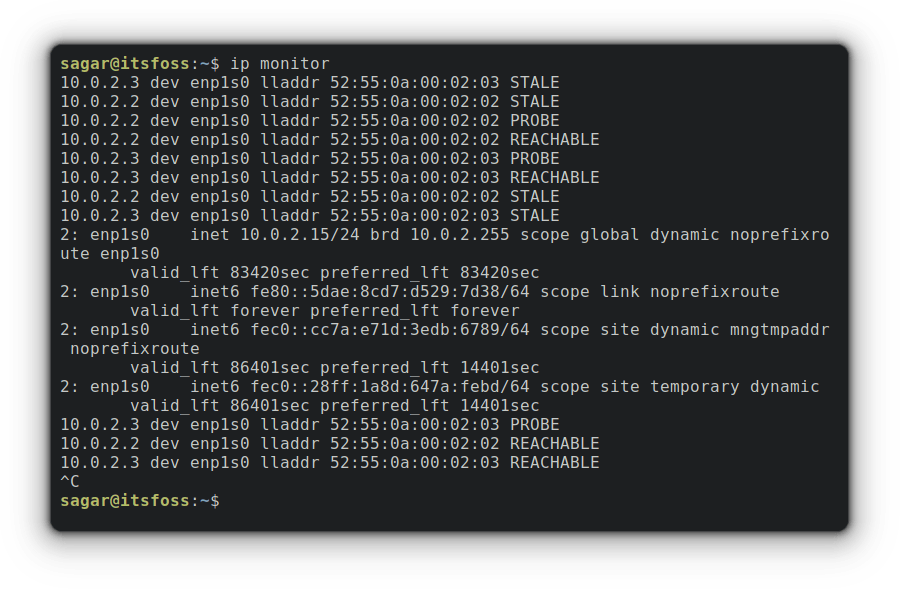 sagar@itsfoss:~$ ip monitor
10.0.2.3 dev enp1s0 lladdr 52:55:0a:00:02:03 STALE
10.0.2.2 dev enp1s0 lladdr 52:55:0a:00:02:02 STALE
10.0.2.2 dev enp1s0 lladdr 52:55:0a:00:02:02 PROBE
10.0.2.2 dev enp1s0 lladdr 52:55:0a:00:02:02 REACHABLE
10.0.2.3 dev enp1s0 lladdr 52:55:0a:00:02:03 PROBE
10.0.2.3 dev enp1s0 lladdr 52:55:0a:00:02:03 REACHABLE
10.0.2.2 dev enp1s0 lladdr 52:55:0a:00:02:02 STALE
10.0.2.3 dev enp1s0 lladdr 52:55:0a:00:02:03 STALE
2: enp1s0    inet 10.0.2.15/24 brd 10.0.2.255 scope global dynamic noprefixro
ute enp1s0
       valid_lft 83420sec preferred_lft 83420sec
2: enp1s0    inet6 fe80::5dae:8cd7:d529:7d38/64 scope link noprefixroute
       valid_lft forever preferred_lft forever
2: enp1s0    inet6 fec0::cc7a:e71d:3edb:6789/64 scope site dynamic mngtmpaddr
 noprefixroute
       valid_lft 86401sec preferred_lft 14401sec
2: enp1s0    inet6 fec0::28ff:1a8d:647a:febd/64 scope site temporary dynamic
       valid_lft 86401sec preferred_lft 14401sec
10.0.2.3 dev enp1s0 lladdr 52:55:0a:00:02:03 PROBE
10.0.2.2 dev enp1s0 lladdr 52:55:0a:00:02:02 REACHABLE
10.0.2.3 dev enp1s0 lladdr 52:55:0a:00:02:03 REACHABLE
^C
sagar@itsfoss:~$